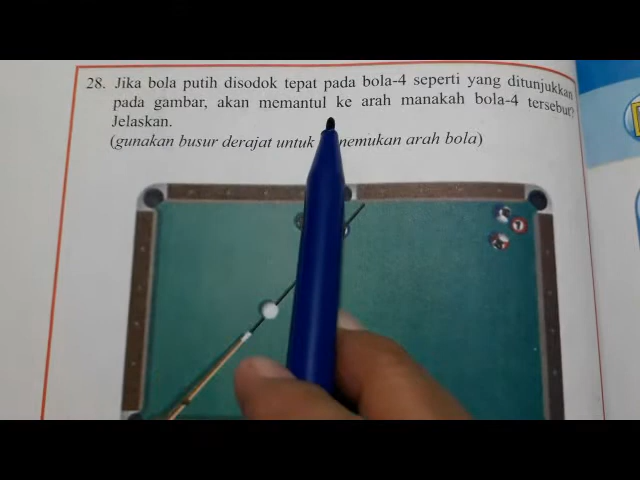 28. Jika bola putih disodok tepat pada bola-4 seperti yang ditunjukkan
pada gambar, akan memantul ke arah manakah bola-4 tersebut?
Jelaskan.
(gunakan busur derajat untuk nemukan arah bola)